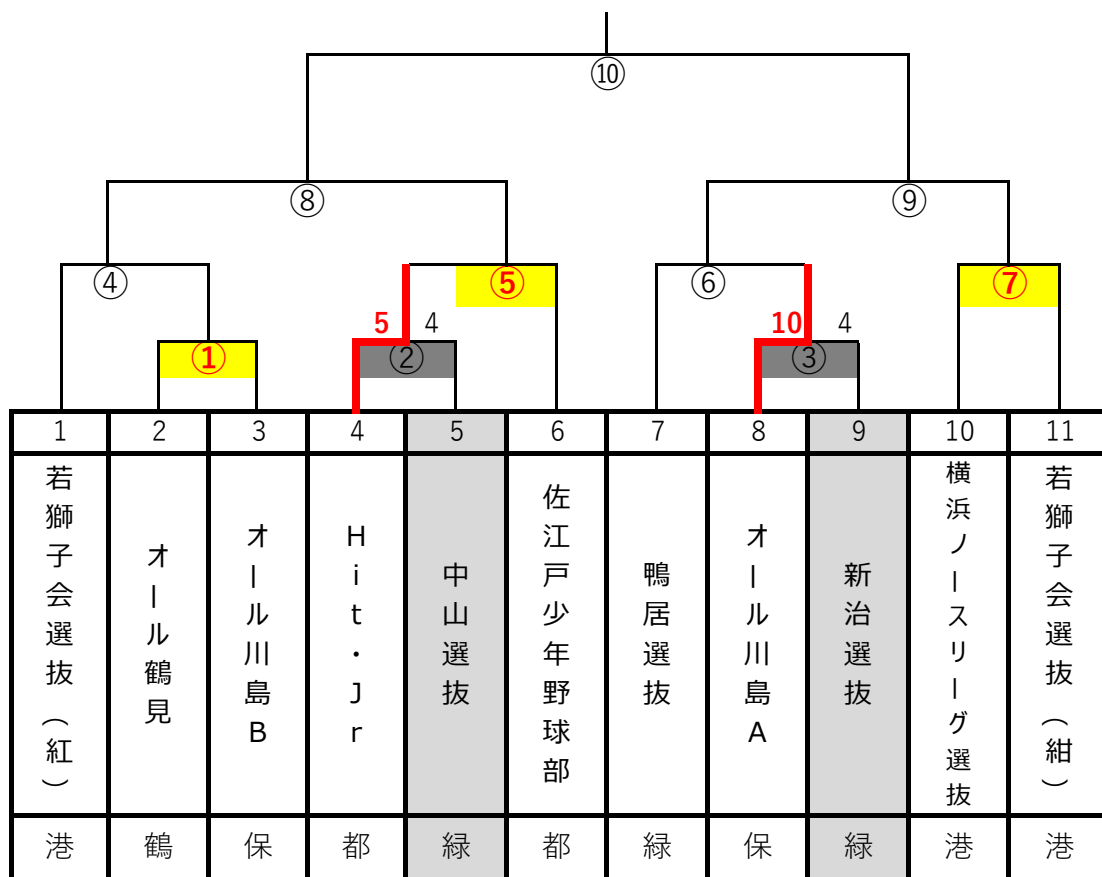 ⑩
⑧ ⑨
④ ⑤ ⑥ ⑦
5 4 10 4
① ② ③
1 2 3 4 5 6 7 8 9 10 11
若獅子会選抜（紅）
オール鶴見
オール川島B
Hit・Jr
中山選抜
佐江戸少年野球部
鴨居選抜
オール川島A
新治選抜
横浜ノースリーグ選抜
若獅子会選抜（紺）
港 鶴 保 都 緑 都 緑 保 緑 港 港